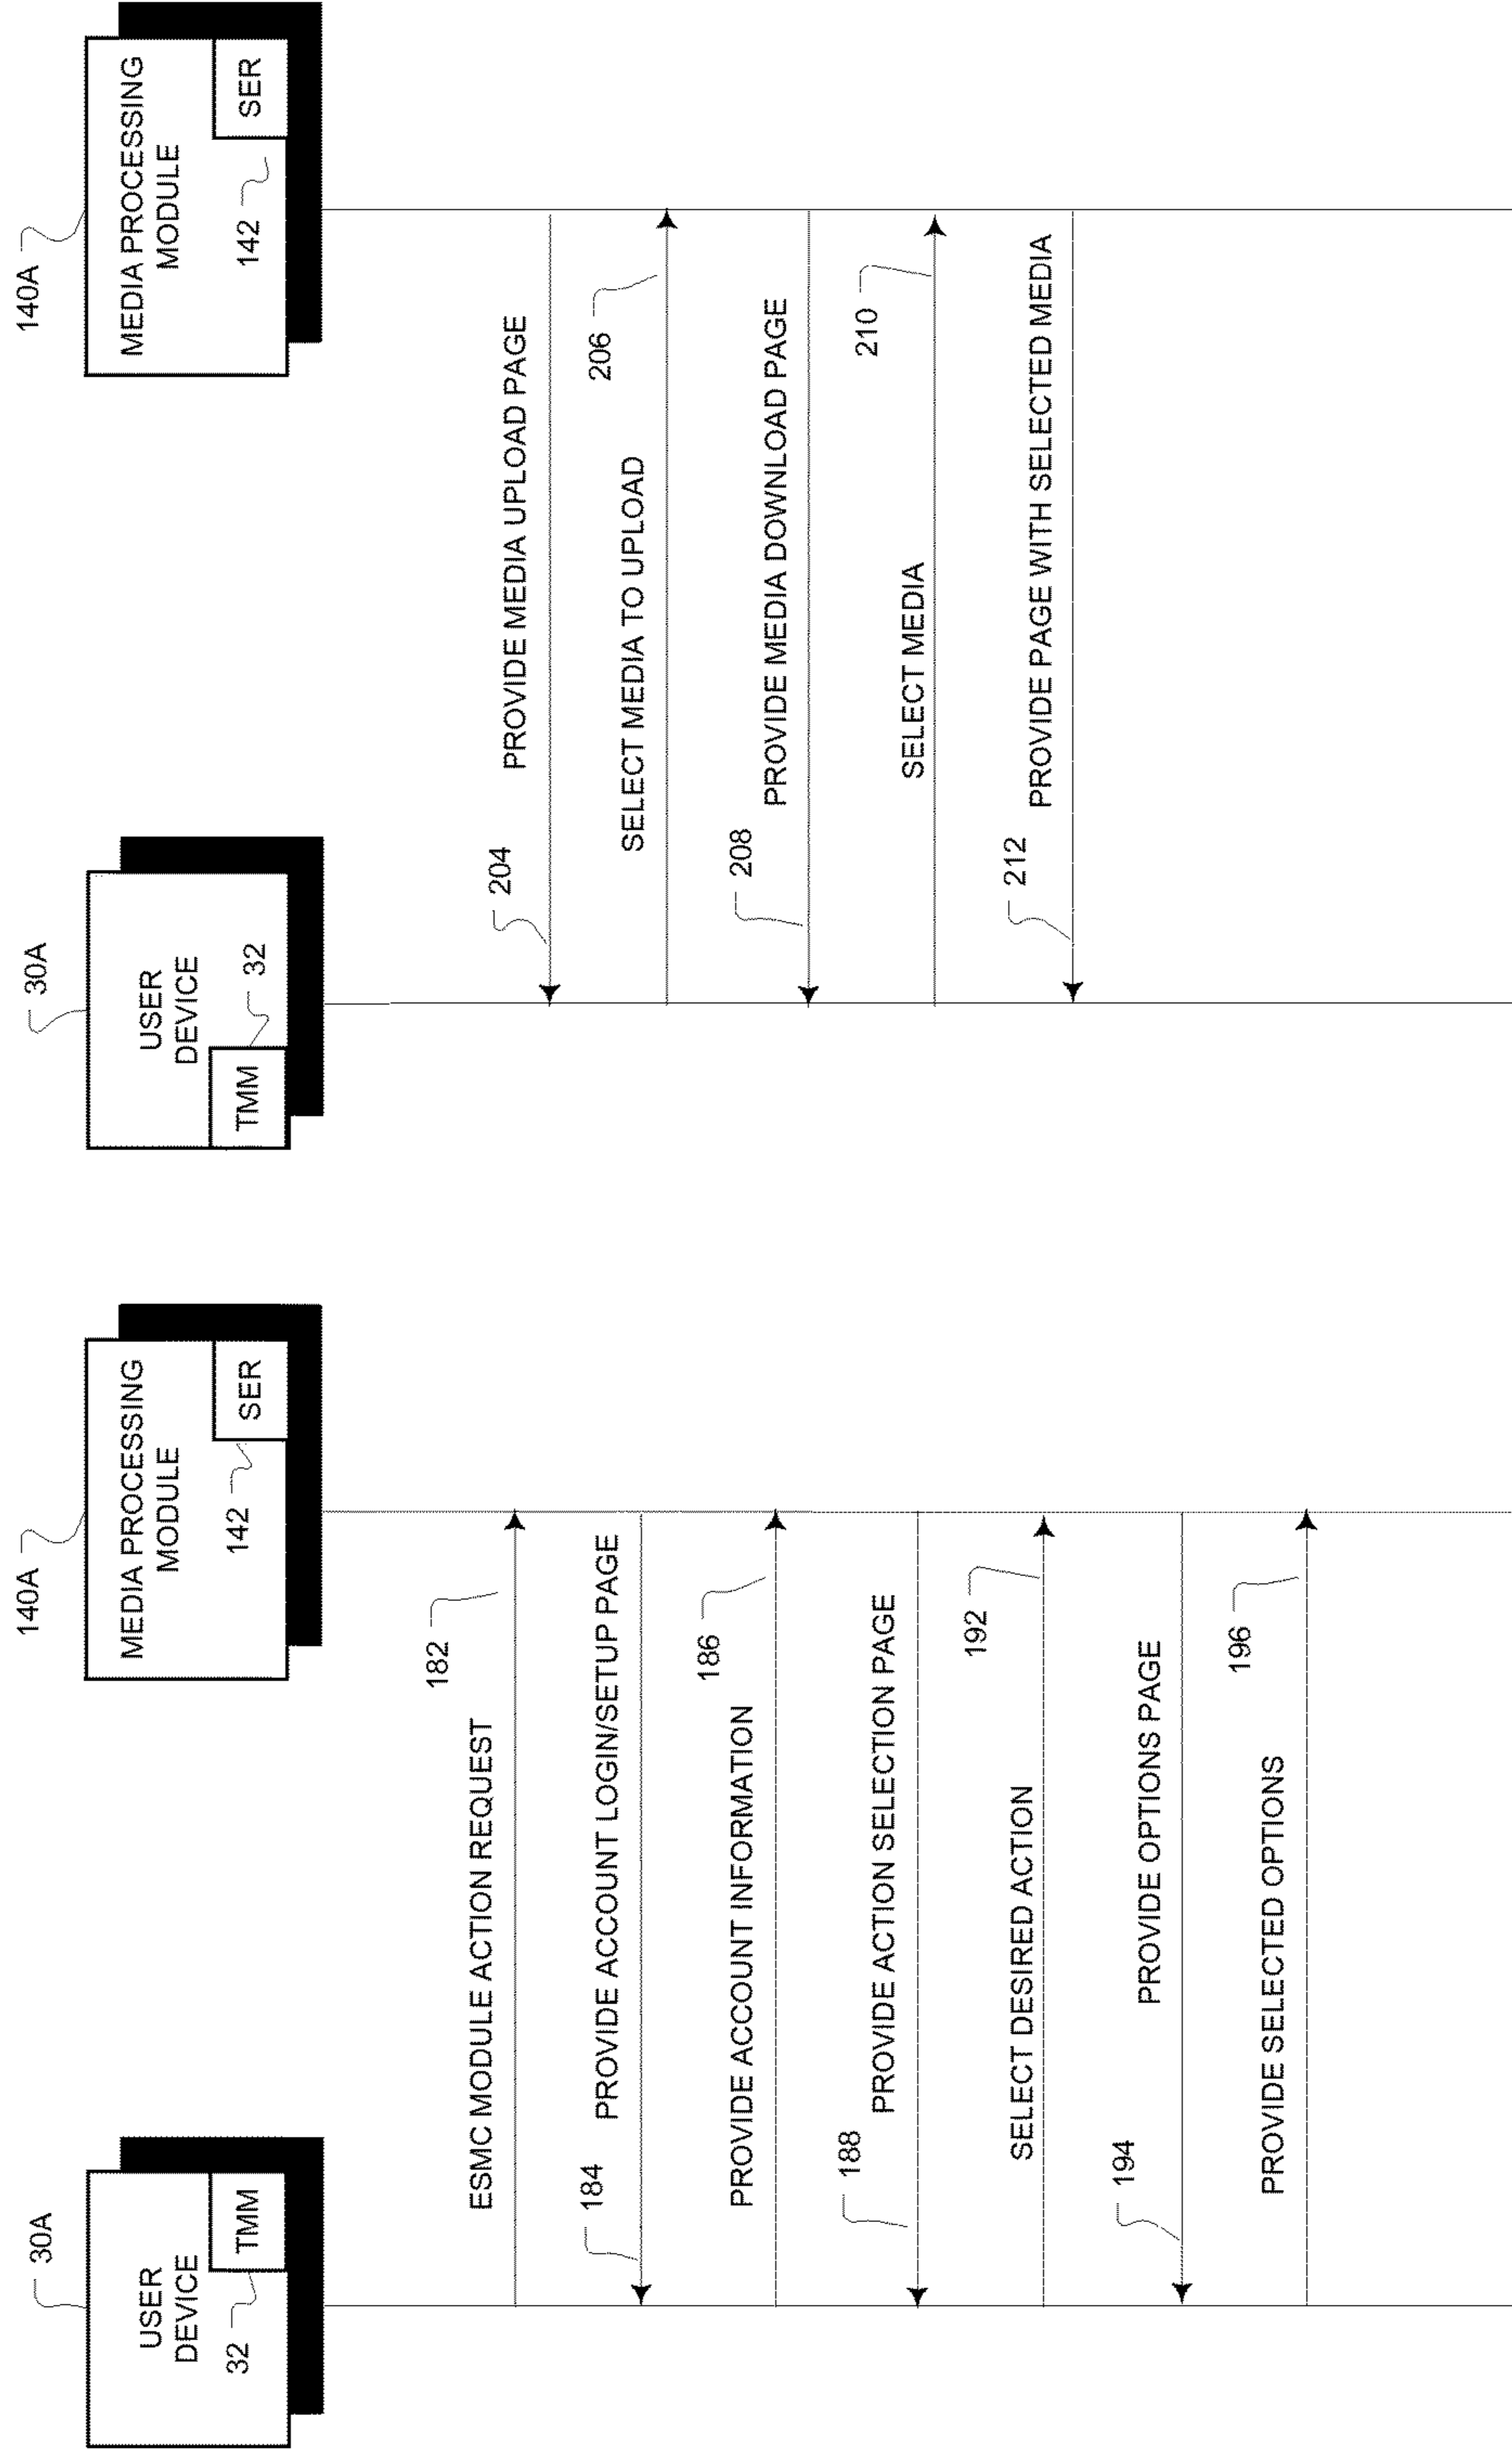 30A
USER
DEVICE
TMM
32
140A
MEDIA PROCESSING
MODULE
SER
142
182
ESMC MODULE ACTION REQUEST
184
PROVIDE ACCOUNT LOGIN/SETUP PAGE
186
PROVIDE ACCOUNT INFORMATION
188
PROVIDE ACTION SELECTION PAGE
192
SELECT DESIRED ACTION
194
PROVIDE OPTIONS PAGE
196
PROVIDE SELECTED OPTIONS
30A
USER
DEVICE
TMM
32
140A
MEDIA PROCESSING
MODULE
SER
142
204
PROVIDE MEDIA UPLOAD PAGE
206
SELECT MEDIA TO UPLOAD
208
PROVIDE MEDIA DOWNLOAD PAGE
210
SELECT MEDIA
212
PROVIDE PAGE WITH SELECTED MEDIA